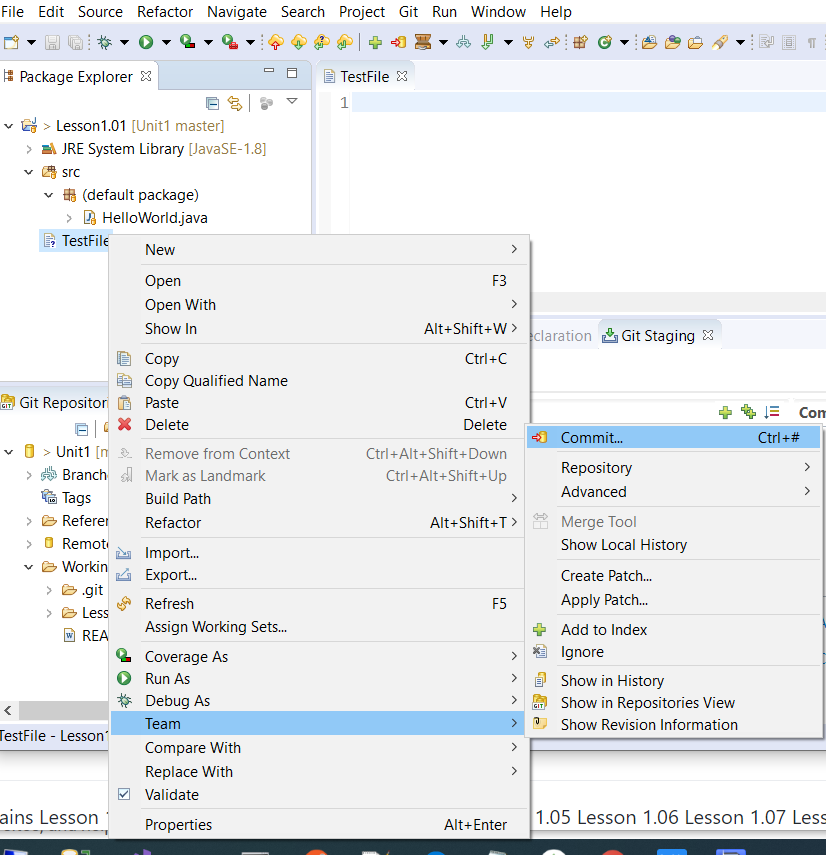 File Edit Source Refactor Navigate Search Project Git Run Window Help
Package Explorer
TestFile
1
> Lesson1.01 [Unit1 master]
JRE System Library [JavaSE-1.8]
src
(default package)
HelloWorld.java
TestFile
New
Open F3
Open With
Show In Alt+Shift+W
Copy Ctrl+C
Copy Qualified Name
Paste Ctrl+V
Delete Delete
Remove from Context Ctrl+Alt+Shift+Down
Mark as Landmark Ctrl+Alt+Shift+Up
Build Path
Refactor Alt+Shift+T
Import...
Export...
Refresh F5
Assign Working Sets...
Coverage As
Run As
Debug As
Team
Compare With
Replace With
Validate
Properties Alt+Enter
eclaration
Git Staging
Com
Commit... Ctrl+#
Repository
Advanced
Merge Tool
Show Local History
Create Patch...
Apply Patch...
Add to Index
Ignore
Show in History
Show in Repositories View
Show Revision Information
Git Repositor
> Unit1 [m
Branch
Tags
Referen
Remote
Workin
.git
Less
REA
TestFile - Lesson1
ains Lesson
1.05 Lesson 1.06 Lesson 1.07 Less